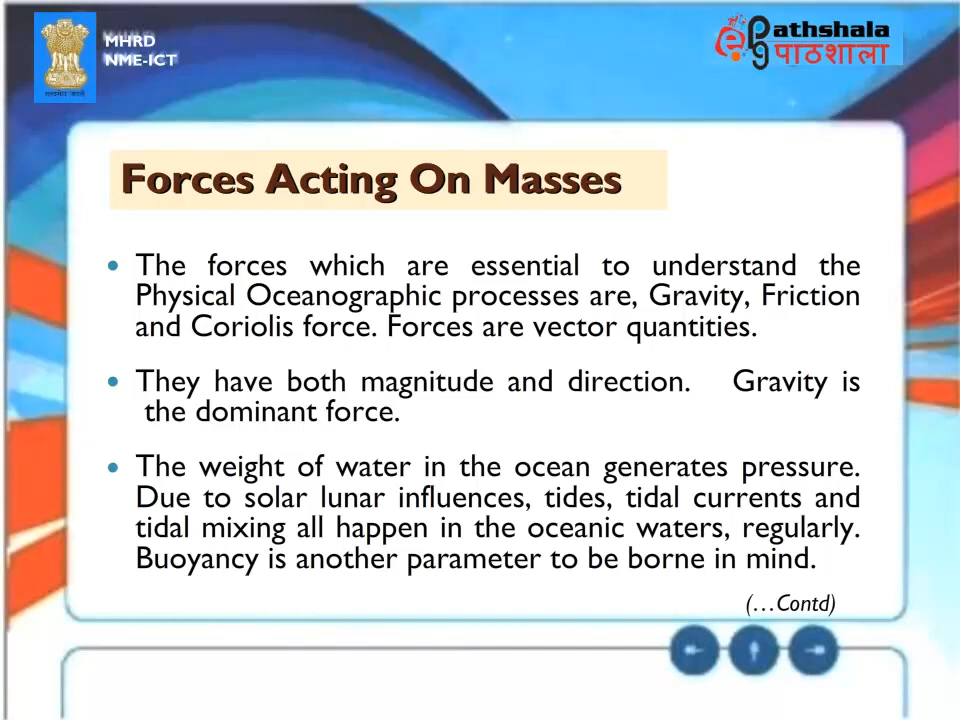 MHRD
NME-ICT
e pg athshala
पाठशाला
Forces Acting On Masses
• The forces which are essential to understand the
Physical Oceanographic processes are, Gravity, Friction
and Coriolis force. Forces are vector quantities.
• They have both magnitude and direction. Gravity is
the dominant force.
• The weight of water in the ocean generates pressure.
Due to solar lunar influences, tides, tidal currents and
tidal mixing all happen in the oceanic waters, regularly.
Buoyancy is another parameter to be borne in mind.
(...Contd)